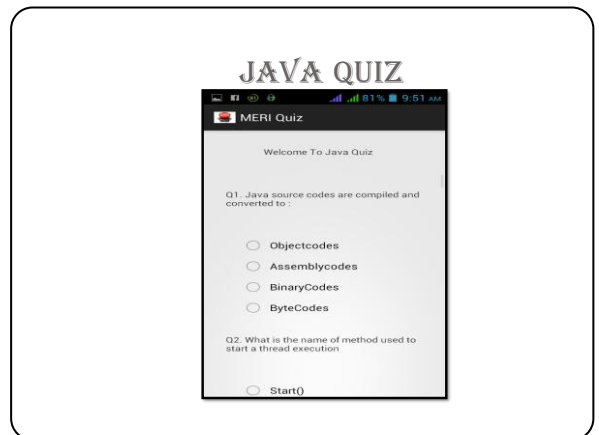 JAVA QUIZ
81% 9:51 AM
MERI Quiz
Welcome To Java Quiz
Q1. Java source codes are compiled and
converted to :
Objectcodes
Assemblycodes
BinaryCodes
ByteCodes
Q2. What is the name of method used to
start a thread execution
Start()